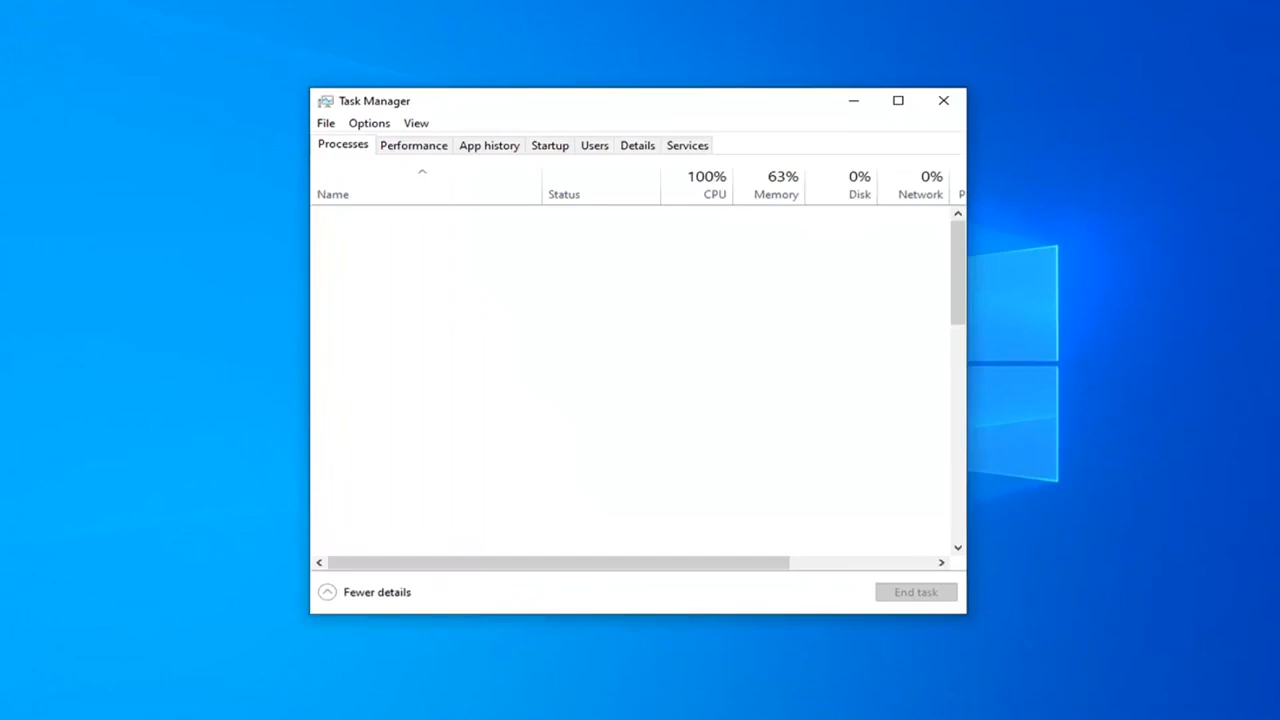 Task Manager
File Options View
Processes Performance App history Startup Users Details Services
100% 63% 0% 0%
Name Status CPU Memory Disk Network P
Fewer details End task